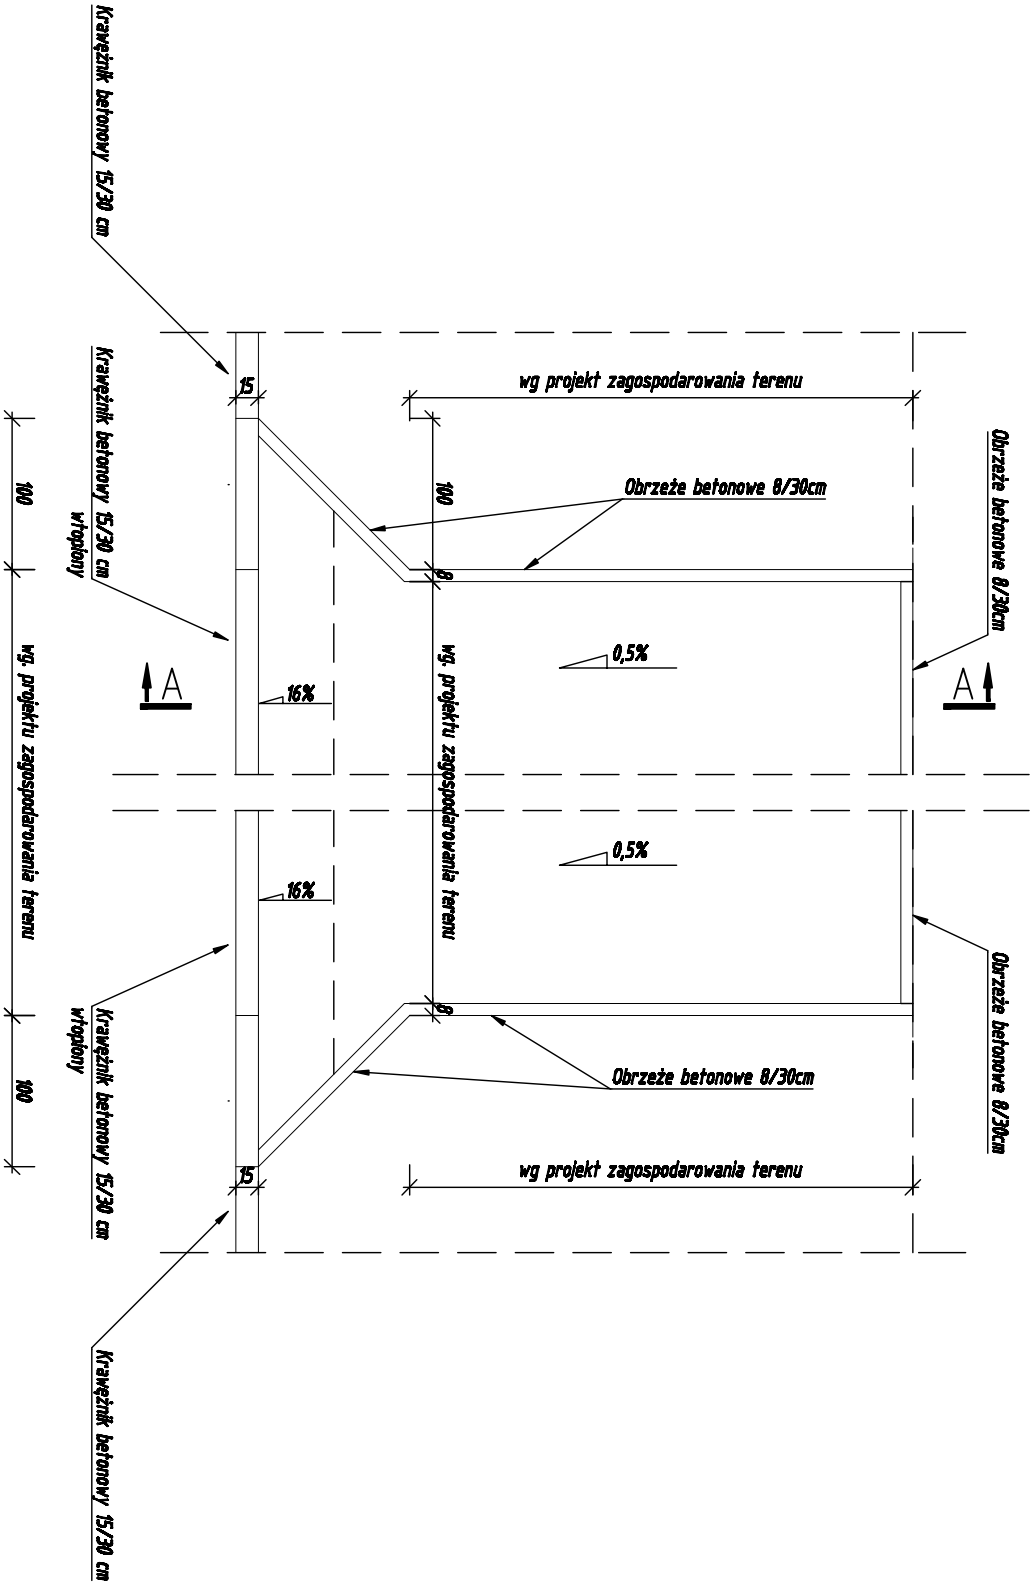 Krawężnik betonowy 15/30 cm
Krawężnik betonowy 15/30 cm
wtopiony
100
wg. projektu zagospodarowania terenu
100
Krawężnik betonowy 15/30 cm
wtopiony
Krawężnik betonowy 15/30 cm
15
wg projekt zagospodarowania terenu
100
Obrzeże betonowe 8/30cm
Obrzeże betonowe 8/30cm
8
0,5%
16%
A
A
wg. projektu zagospodarowania terenu
0,5%
16%
8
Obrzeże betonowe 8/30cm
Obrzeże betonowe 8/30cm
15
wg projekt zagospodarowania terenu